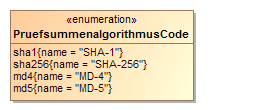 «enumeration»
PruefsummenalgorithmusCode
sha1{name = "SHA-1"}
sha256{name = "SHA-256"}
md4{name = "MD-4"}
md5{name = "MD-5"}